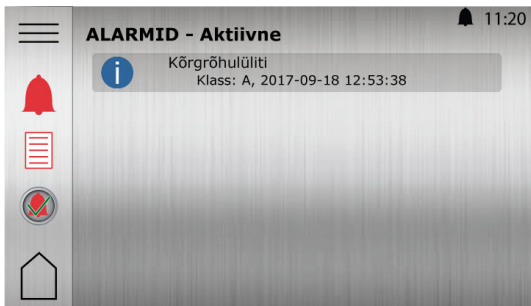 11:20
ALARMID - Aktiivne
Kõrgrõhulüliti
Klass: A, 2017-09-18 12:53:38